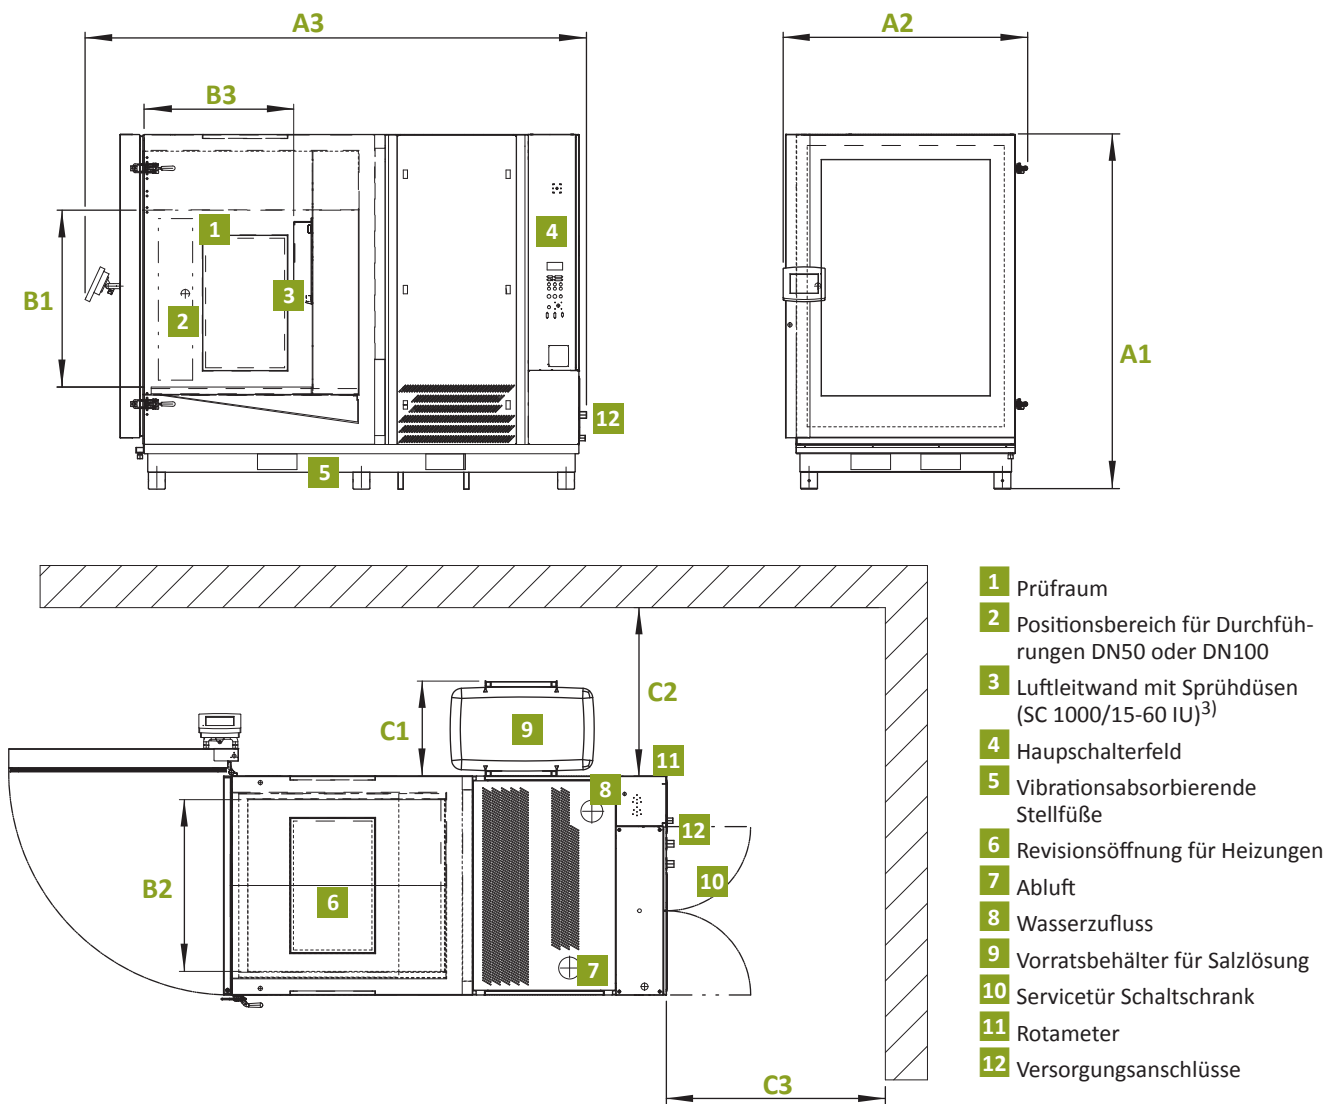 A3
A2
B3
1
4
B1
3
2
A1
12
5
C2
C1
9
11
8
12
B2
6
10
7
C3
1 Prüfraum
2 Positionsbereich für Durchfüh-
rungen DN50 oder DN100
3 Luftleitwand mit Sprühdüsen
(SC 1000/15-60 IU)3)
4 Haupschalterfeld
5 Vibrationsabsorbierende
Stellfüße
6 Revisionsöffnung für Heizungen
7 Abluft
8 Wasserzufluss
9 Vorratsbehälter für Salzlösung
10 Servicetür Schaltschrank
11 Rotameter
12 Versorgungsanschlüsse